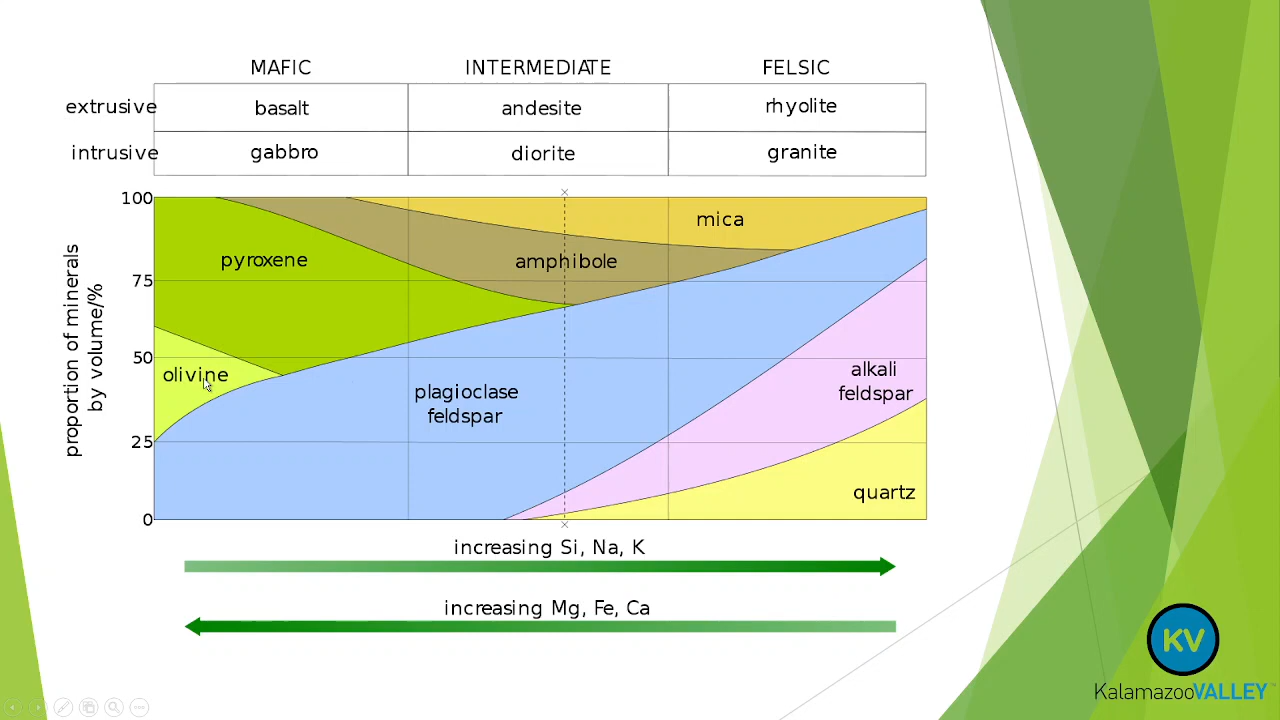 MAFIC INTERMEDIATE FELSIC
extrusive basalt andesite rhyolite
intrusive gabbro diorite granite
100
75
50
25
0
proportion of minerals
by volume/%
mica
pyroxene
amphibole
olivine
plagioclase
feldspar
alkali
feldspar
quartz
increasing Si, Na, K
increasing Mg, Fe, Ca
KV
KalamazooVALLEY